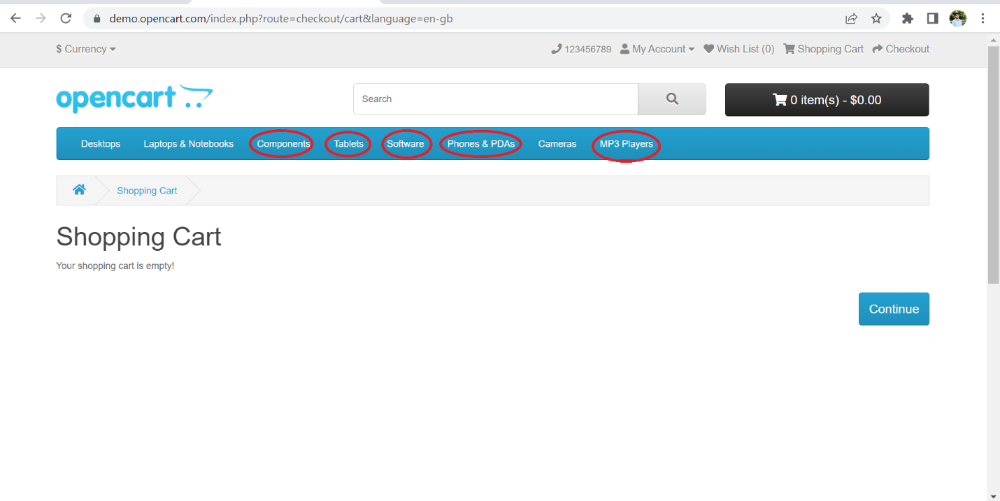 demo.opencart.com/index.php?route=checkout/cart&language=en-gb
$ Currency 123456789 My Account Wish List (0) Shopping Cart Checkout
opencart Search 0 item(s) - $0.00
Desktops Laptops & Notebooks Components Tablets Software Phones & PDAs Cameras MP3 Players
Shopping Cart
Shopping Cart
Your shopping cart is empty!
Continue